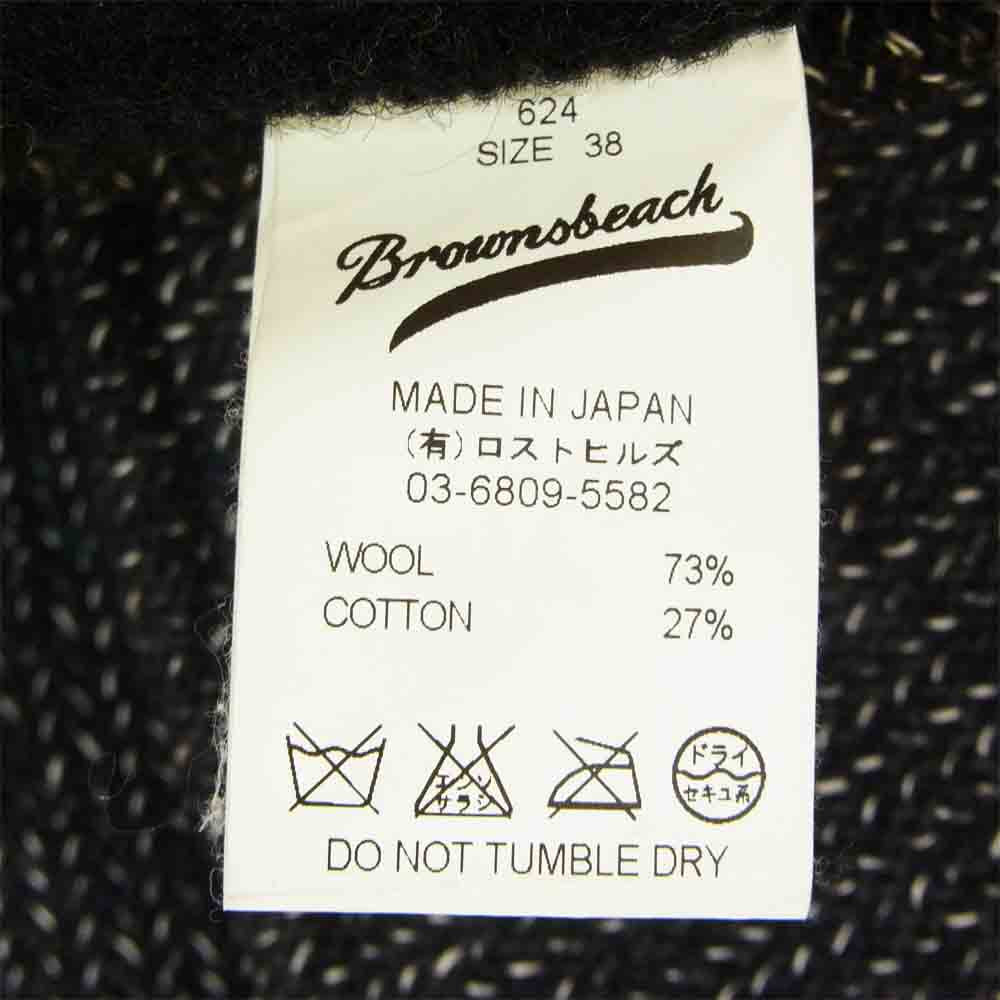 624
SIZE 38
Brownsbeach
MADE IN JAPAN
(有)ロストヒルズ
03-6809-5582
WOOL 73%
COTTON 27%
エンソ
サラシ
ドライ
セキユ系
DO NOT TUMBLE DRY